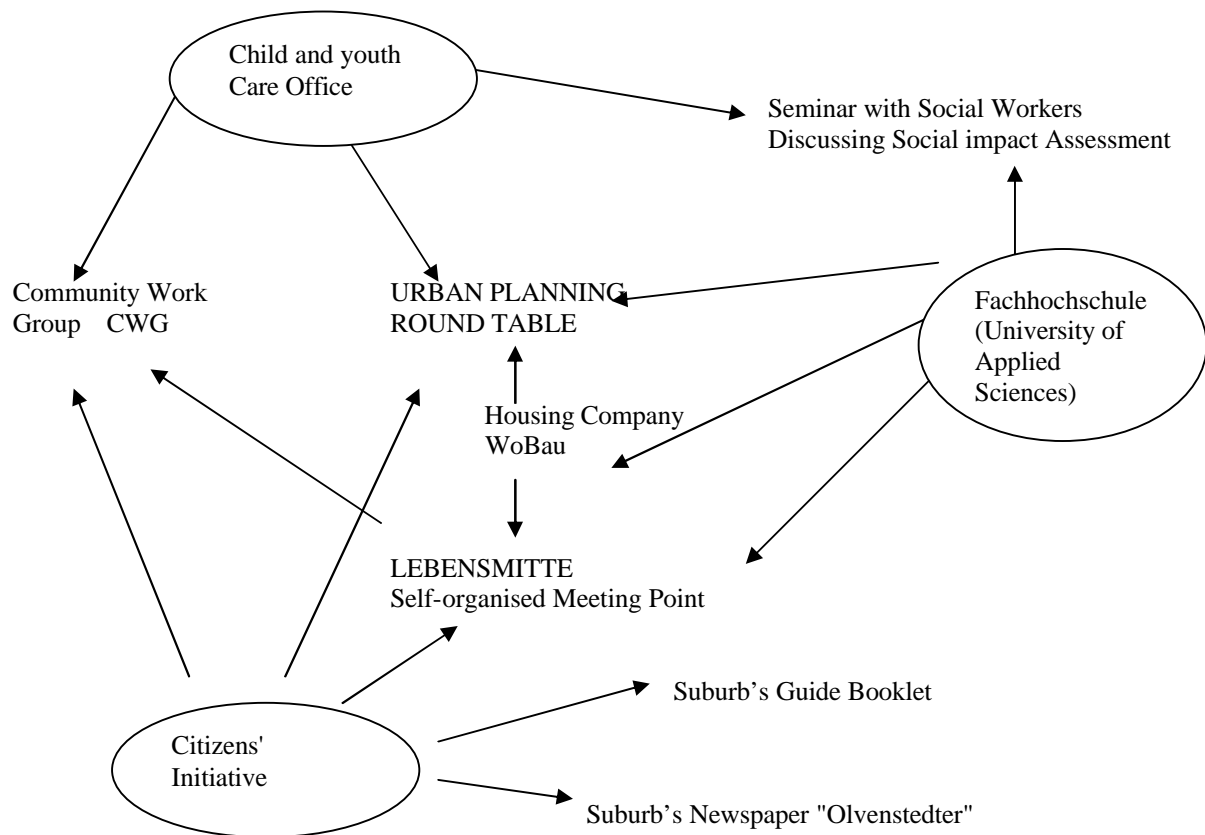 Child and youth
Care Office
Seminar with Social Workers
Discussing Social impact Assessment
Community Work
Group CWG
URBAN PLANNING
ROUND TABLE
Fachhochschule
(University of
Applied
Sciences)
Housing Company
WoBau
LEBENSMITTE
Self-organised Meeting Point
Suburb’s Guide Booklet
Citizens'
Initiative
Suburb’s Newspaper "Olvenstedter"